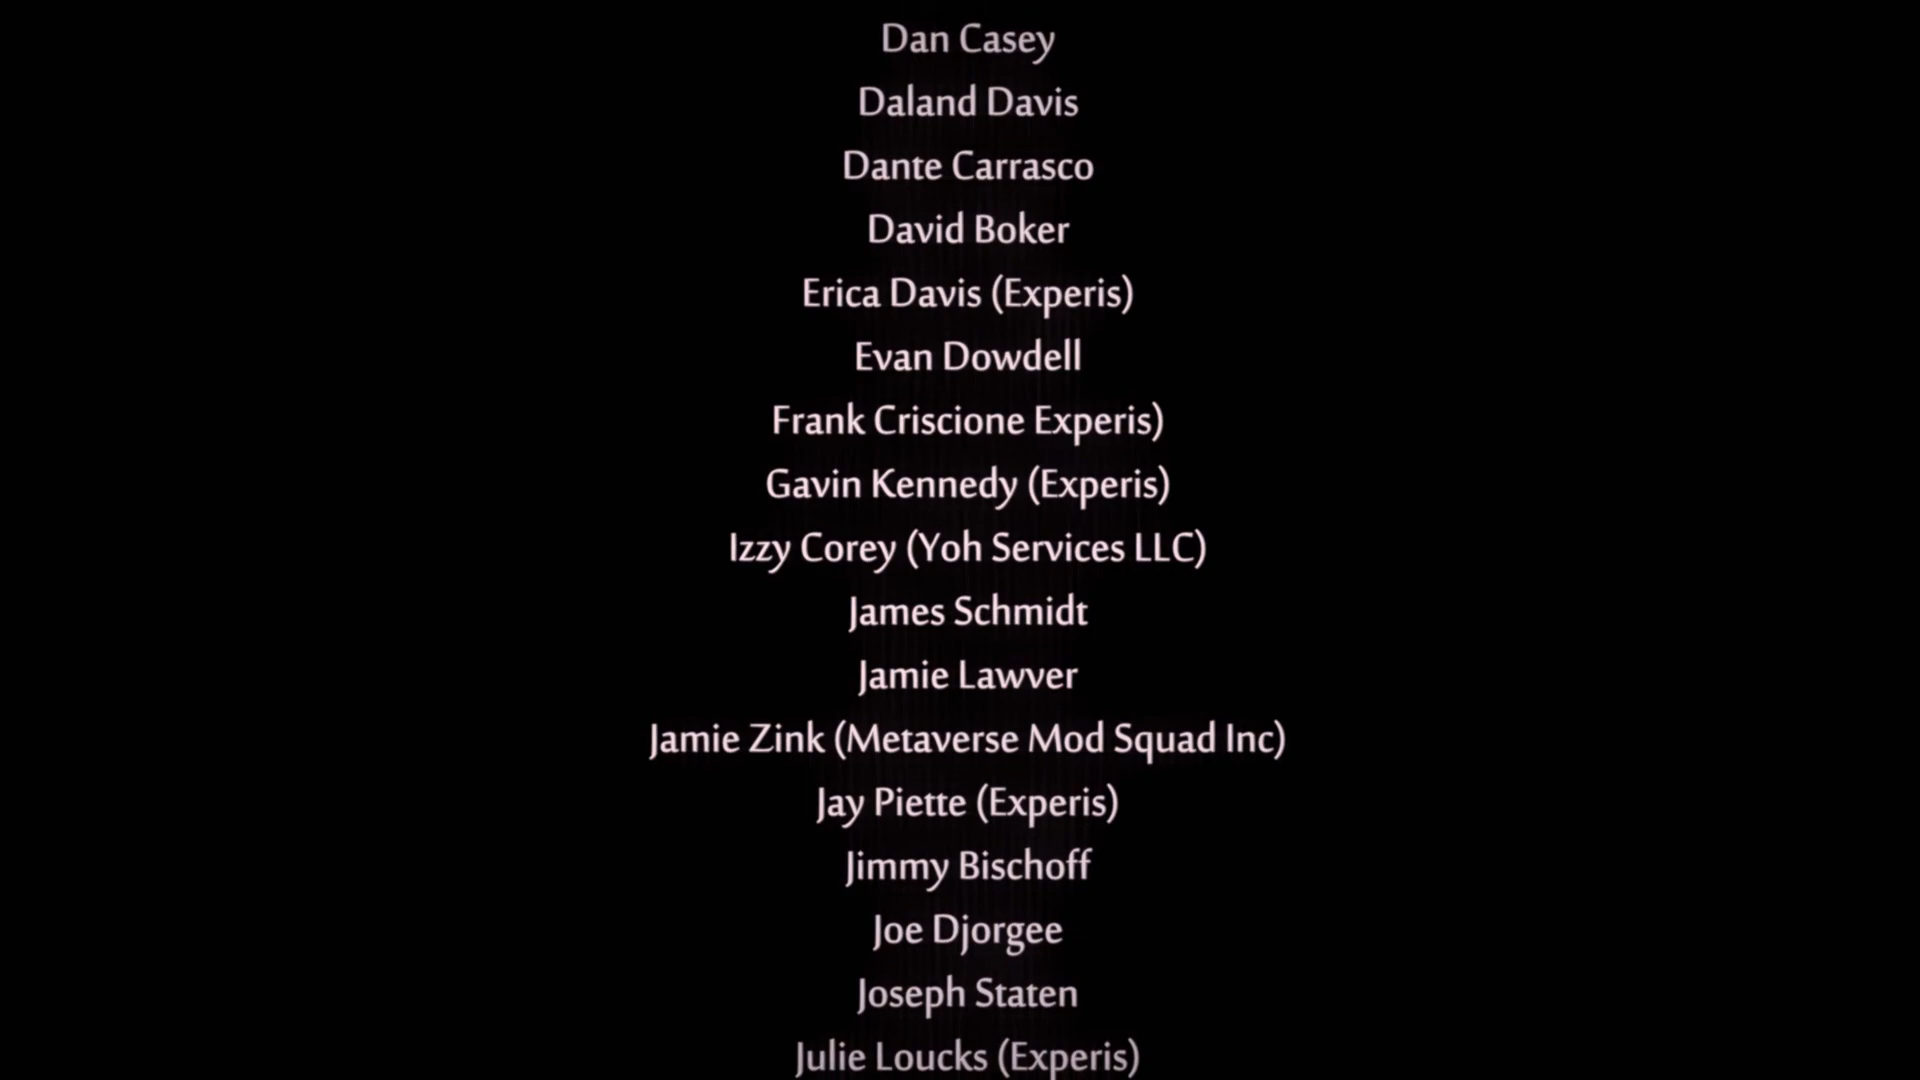 Dan Casey
Daland Davis
Dante Carrasco
David Boker
Erica Davis (Experis)
Evan Dowdell
Frank Criscione Experis)
Gavin Kennedy (Experis)
Izzy Corey (Yoh Services LLC)
James Schmidt
Jamie Lawver
Jamie Zink (Metaverse Mod Squad Inc)
Jay Piette (Experis)
Jimmy Bischoff
Joe Djorgee
Joseph Staten
Julie Loucks (Experis)